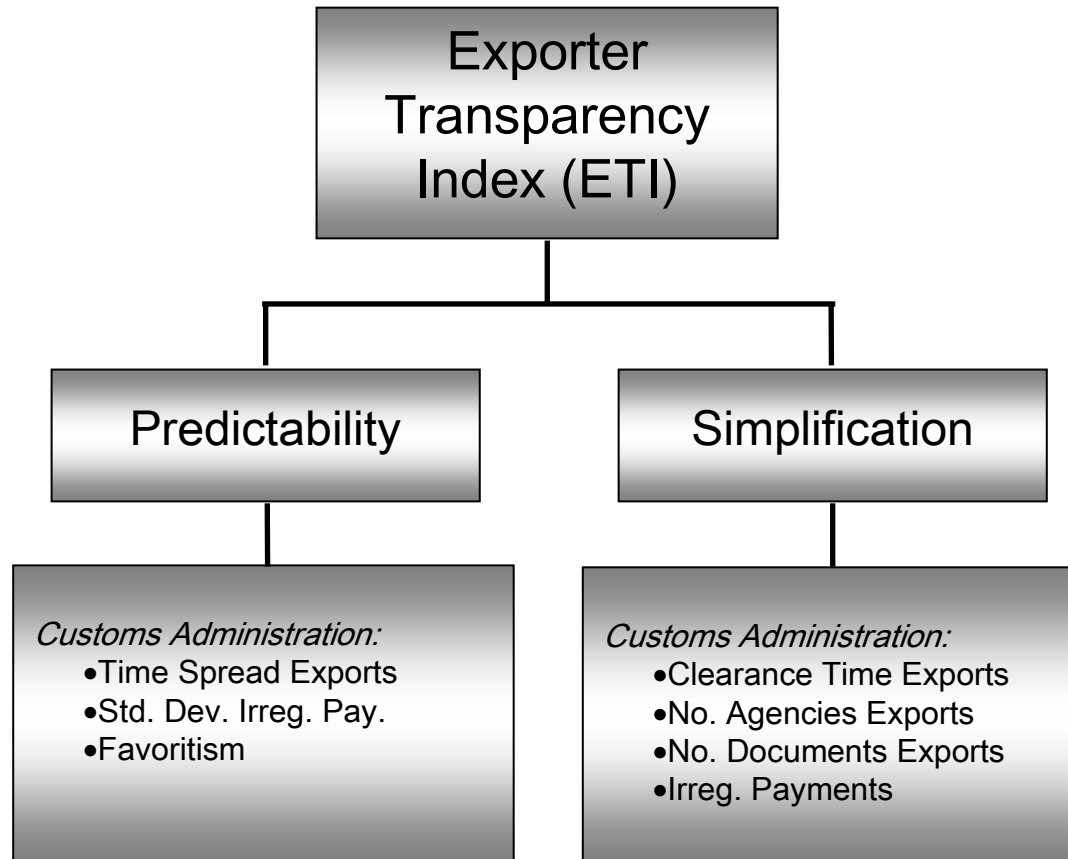 Exporter
Transparency
Index (ETI)
Predictability
Simplification
Customs Administration:
•Time Spread Exports
•Std. Dev. Irreg. Pay.
•Favoritism
Customs Administration:
•Clearance Time Exports
•No. Agencies Exports
•No. Documents Exports
•Irreg. Payments